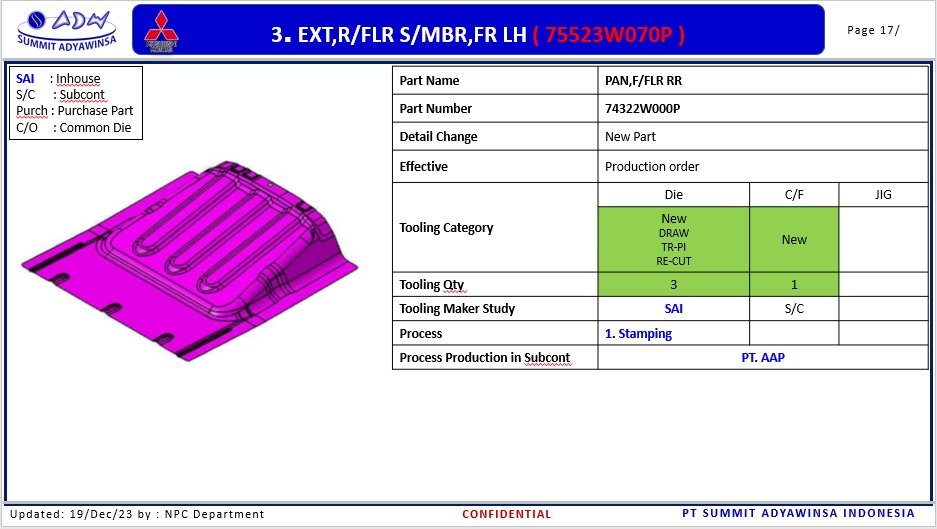 ADW
SUMMIT ADYAWINSA
MITSUBISHI
MOTORS
3. EXT,R/FLR S/MBR,FR LH ( 75523W070P )
Page 17/
SAI : Inhouse
S/C : Subcont
Purch : Purchase Part
C/O : Common Die
Part Name PAN,F/FLR RR
Part Number 74322W000P
Detail Change New Part
Effective Production order
Tooling Category Die C/F JIG
New
DRAW
TR-PI
RE-CUT
New
Tooling Qty 3 1
Tooling Maker Study SAI S/C
Process 1. Stamping
Process Production in Subcont PT. AAP
Updated: 19/Dec/23 by : NPC Department
CONFIDENTIAL
PT SUMMIT ADYAWINSA INDONESIA